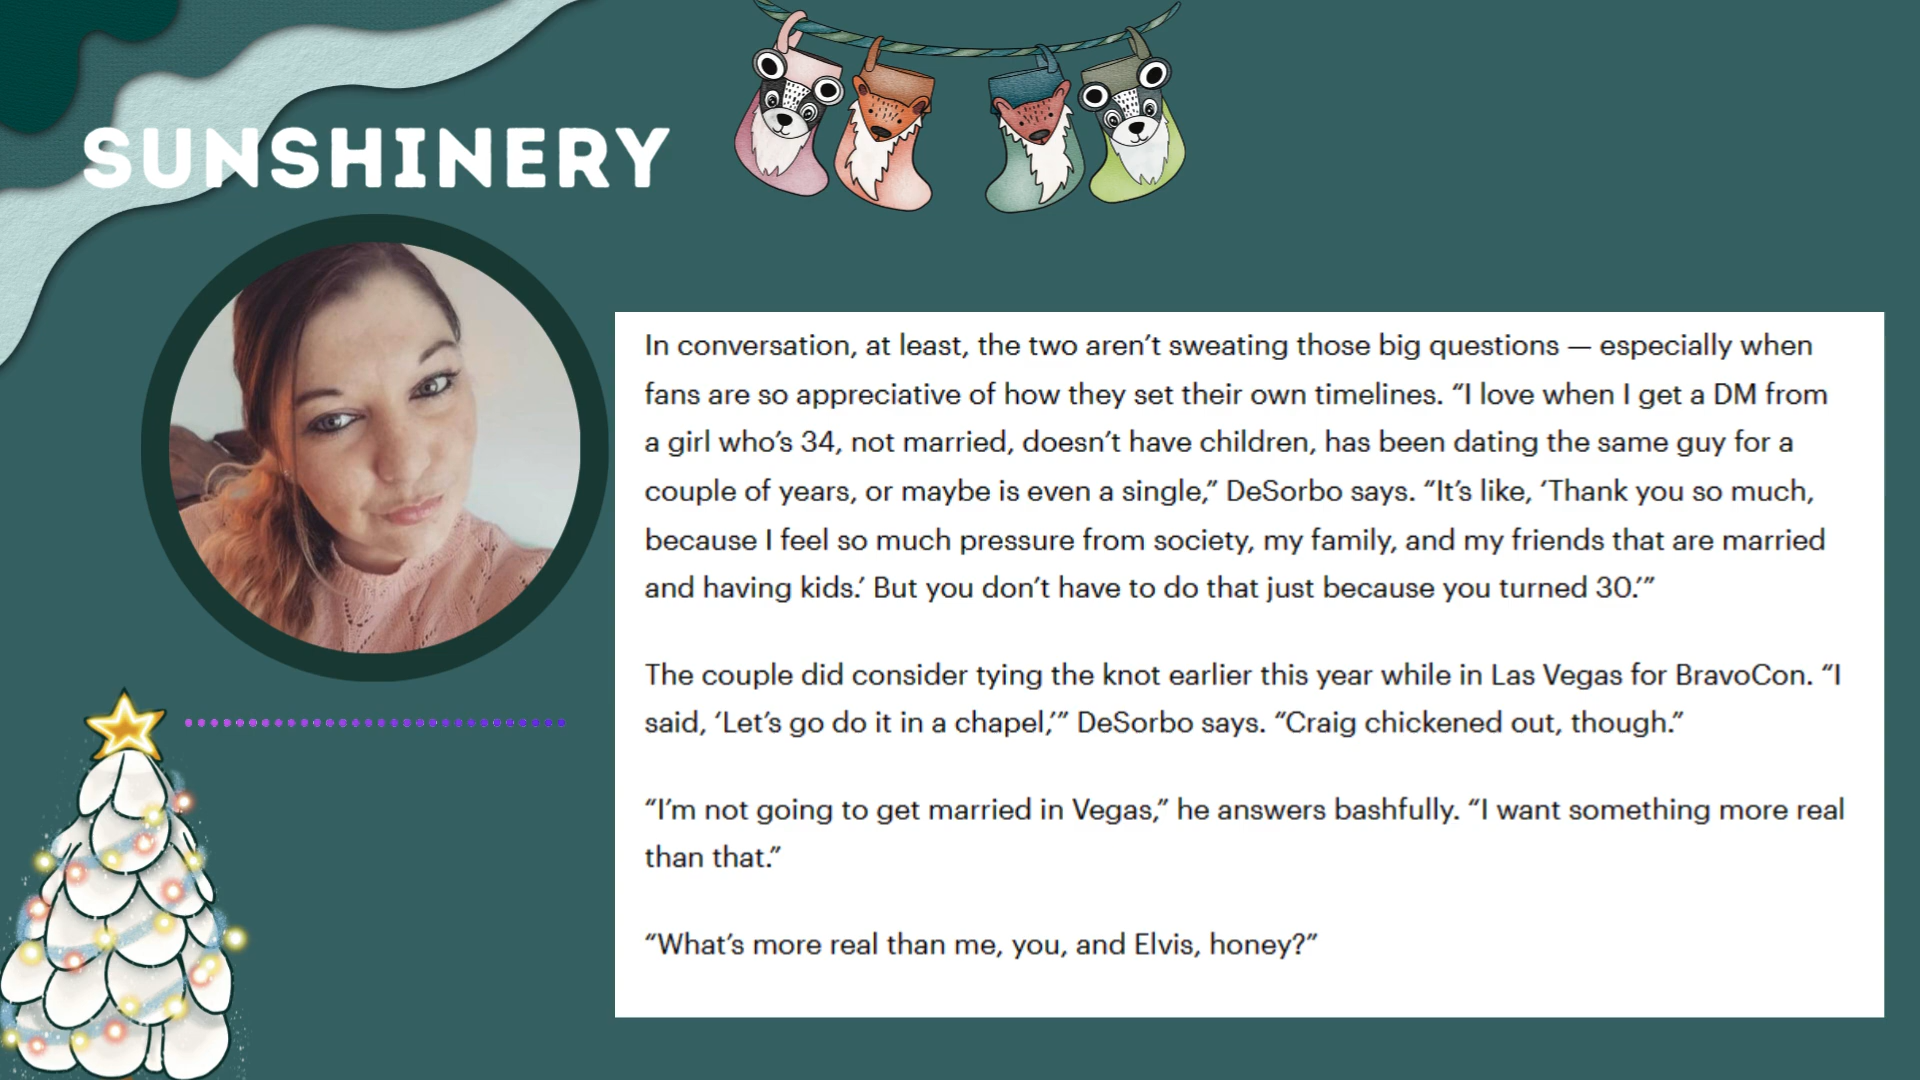 SUNSHINERY
In conversation, at least, the two aren’t sweating those big questions — especially when
fans are so appreciative of how they set their own timelines. “I love when I get a DM from
a girl who’s 34, not married, doesn’t have children, has been dating the same guy for a
couple of years, or maybe is even a single,” DeSorbo says. “It’s like, ‘Thank you so much,
because I feel so much pressure from society, my family, and my friends that are married
and having kids.’ But you don’t have to do that just because you turned 30.’”
The couple did consider tying the knot earlier this year while in Las Vegas for BravoCon. “I
said, ‘Let’s go do it in a chapel,’” DeSorbo says. “Craig chickened out, though.”
“I’m not going to get married in Vegas,” he answers bashfully. “I want something more real
than that.”
“What’s more real than me, you, and Elvis, honey?”